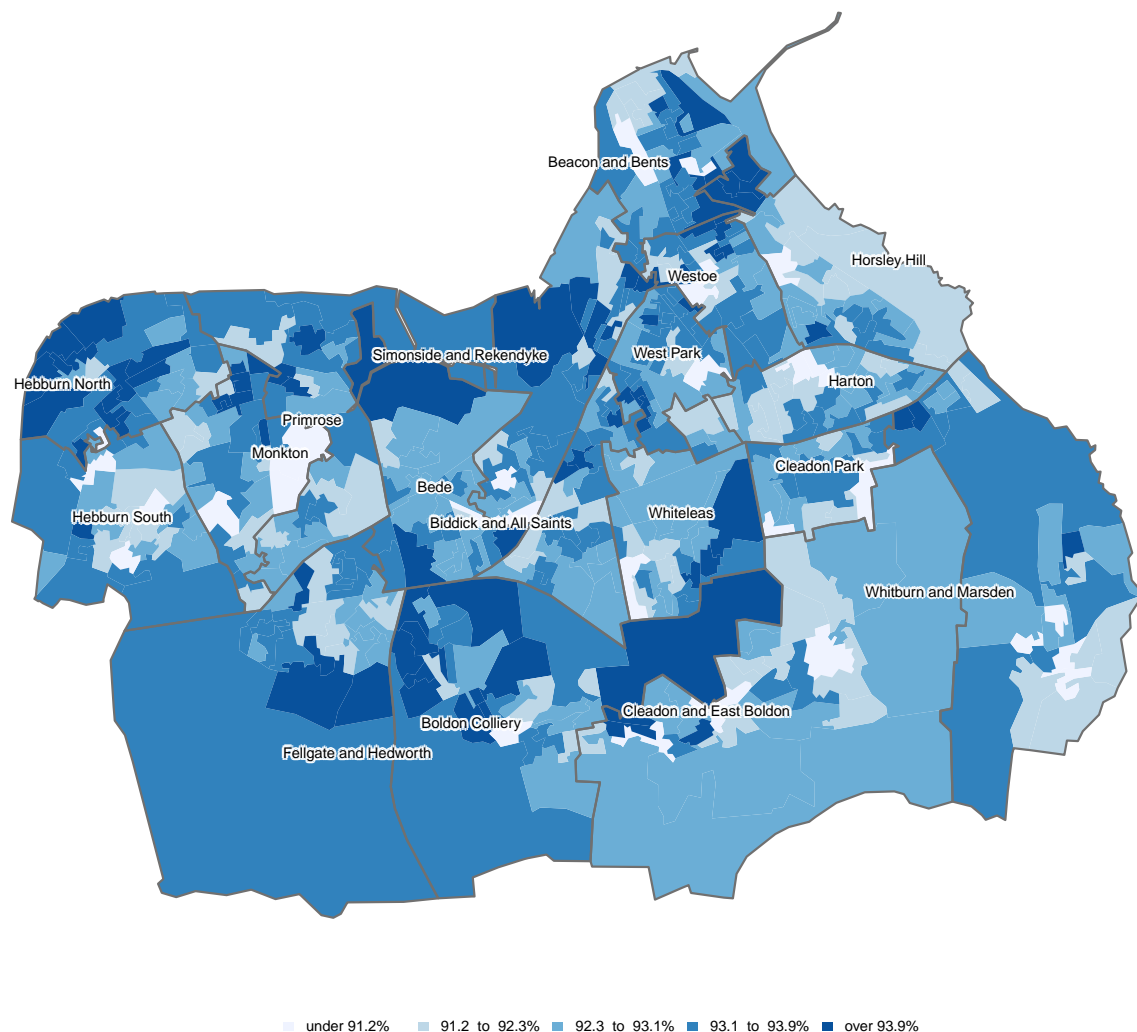 Beacon and Bents
Horsley Hill
Westoe
West Park
Simonside and Rekendyke
Harton
Hebburn North
Primrose
Monkton
Cleadon Park
Bede
Whiteleas
Hebburn South
Biddick and All Saints
Whitburn and Marsden
Cleadon and East Boldon
Boldon Colliery
Fellgate and Hedworth
under 91.2% 91.2 to 92.3% 92.3 to 93.1% 93.1 to 93.9% over 93.9%